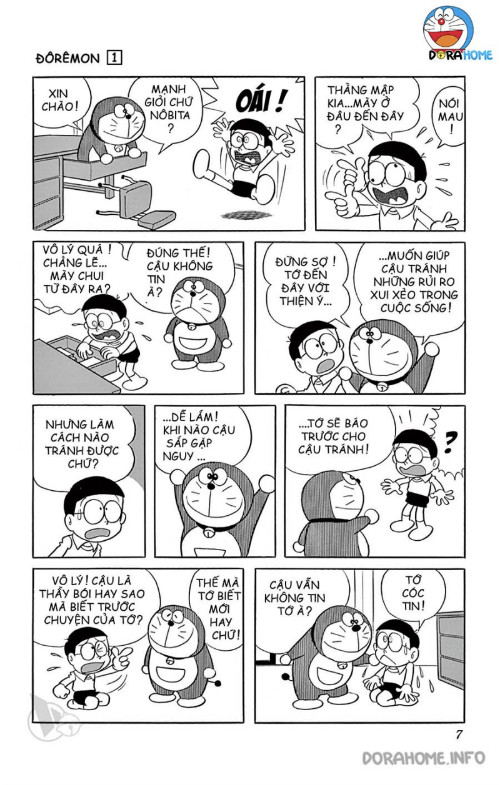 DORAHOME
ĐÔRÊMON 1
XIN
CHÀO!
MẠNH
GIỎI CHỨ
NÔBITA
?
OÁI!
THẰNG MẬP
KIA...MÀY Ở
ĐÂU ĐẾN ĐÂY
?
NÓI
MAU
!
VÔ LÝ QUÁ!
CHẲNG LẼ...
MÀY CHUI
TỪ ĐÂY RA?
ĐÚNG THẾ!
CẬU KHÔNG
TIN
À?
ĐỪNG SỢ!
TỚ ĐẾN
ĐÂY VỚI
THIỆN Ý...
...MUỐN GIÚP
CẬU TRÁNH
NHỮNG RỦI RO
XUI XẺO TRONG
CUỘC SỐNG!
NHƯNG LÀM
CÁCH NÀO
TRÁNH ĐƯỢC
CHỨ?
...DỄ LẮM!
KHI NÀO CẬU
SẮP GẶP
NGUY...
...TỚ SẼ BÁO
TRƯỚC CHO
CẬU TRÁNH!
?
VÔ LÝ! CẬU LÀ
THẦY BÓI HAY SAO
MÀ BIẾT TRƯỚC
CHUYỆN CỦA TỚ?
THẾ MÀ
TỚ BIẾT
MỚI
HAY
CHỨ!
CẬU VẪN
KHÔNG TIN
TỚ À?
TỚ
CÓC
TIN!
7
DORAHOME.INFO